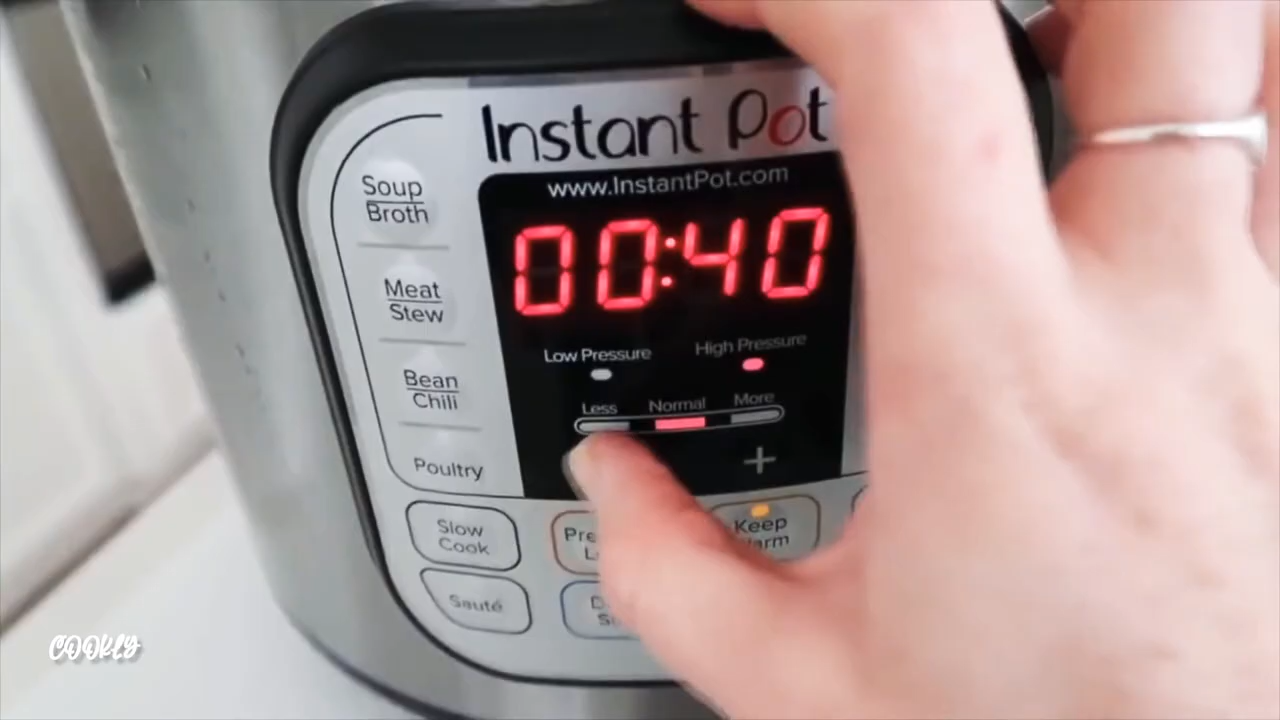 Instant Pot
www.InstantPot.com
00:40
Low Pressure
High Pressure
Less
Normal
More
+
Soup
Broth
Meat
Stew
Bean
Chili
Poultry
Slow
Cook
Keep
Sauté
COOKLY